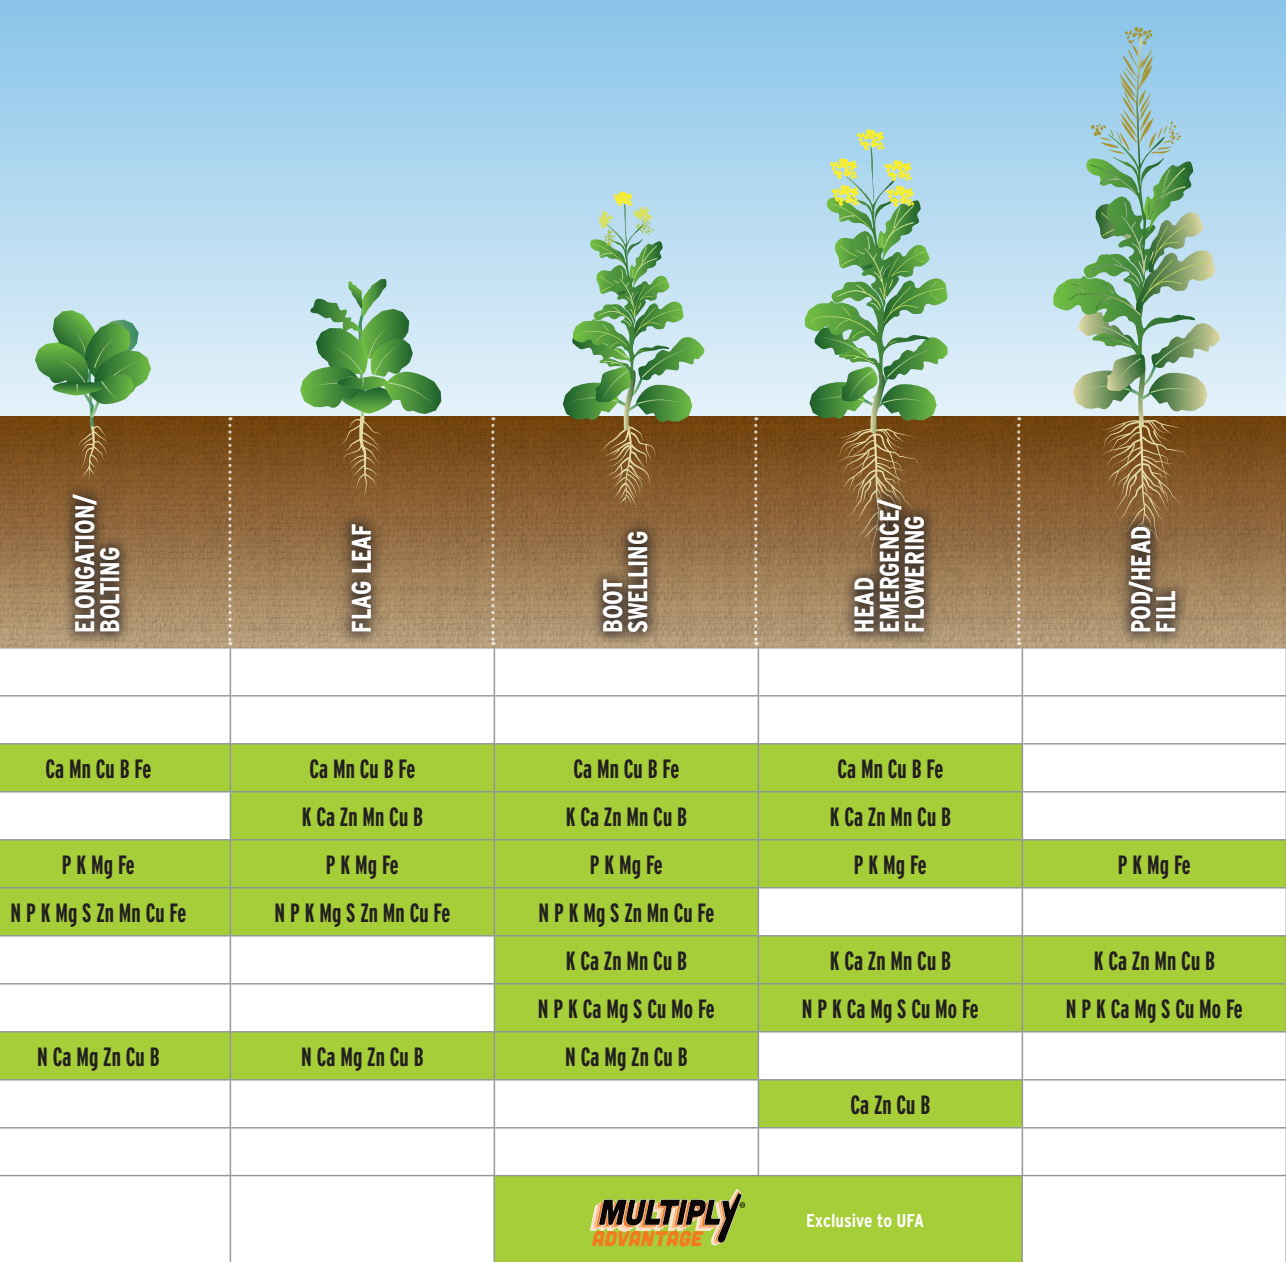 ELONGATION/
BOLTING
FLAG LEAF
BOOT
SWELLING
HEAD
EMERGENCE/
FLOWERING
POD/HEAD
FILL
Ca Mn Cu B Fe
Ca Mn Cu B Fe
Ca Mn Cu B Fe
Ca Mn Cu B Fe
K Ca Zn Mn Cu B
K Ca Zn Mn Cu B
K Ca Zn Mn Cu B
P K Mg Fe
P K Mg Fe
P K Mg Fe
P K Mg Fe
P K Mg Fe
N P K Mg S Zn Mn Cu Fe
N P K Mg S Zn Mn Cu Fe
N P K Mg S Zn Mn Cu Fe
K Ca Zn Mn Cu B
K Ca Zn Mn Cu B
K Ca Zn Mn Cu B
N P K Ca Mg S Cu Mo Fe
N P K Ca Mg S Cu Mo Fe
N P K Ca Mg S Cu Mo Fe
N Ca Mg Zn Cu B
N Ca Mg Zn Cu B
N Ca Mg Zn Cu B
Ca Zn Cu B
MULTIPLY®
ADVANTAGE
Exclusive to UFA